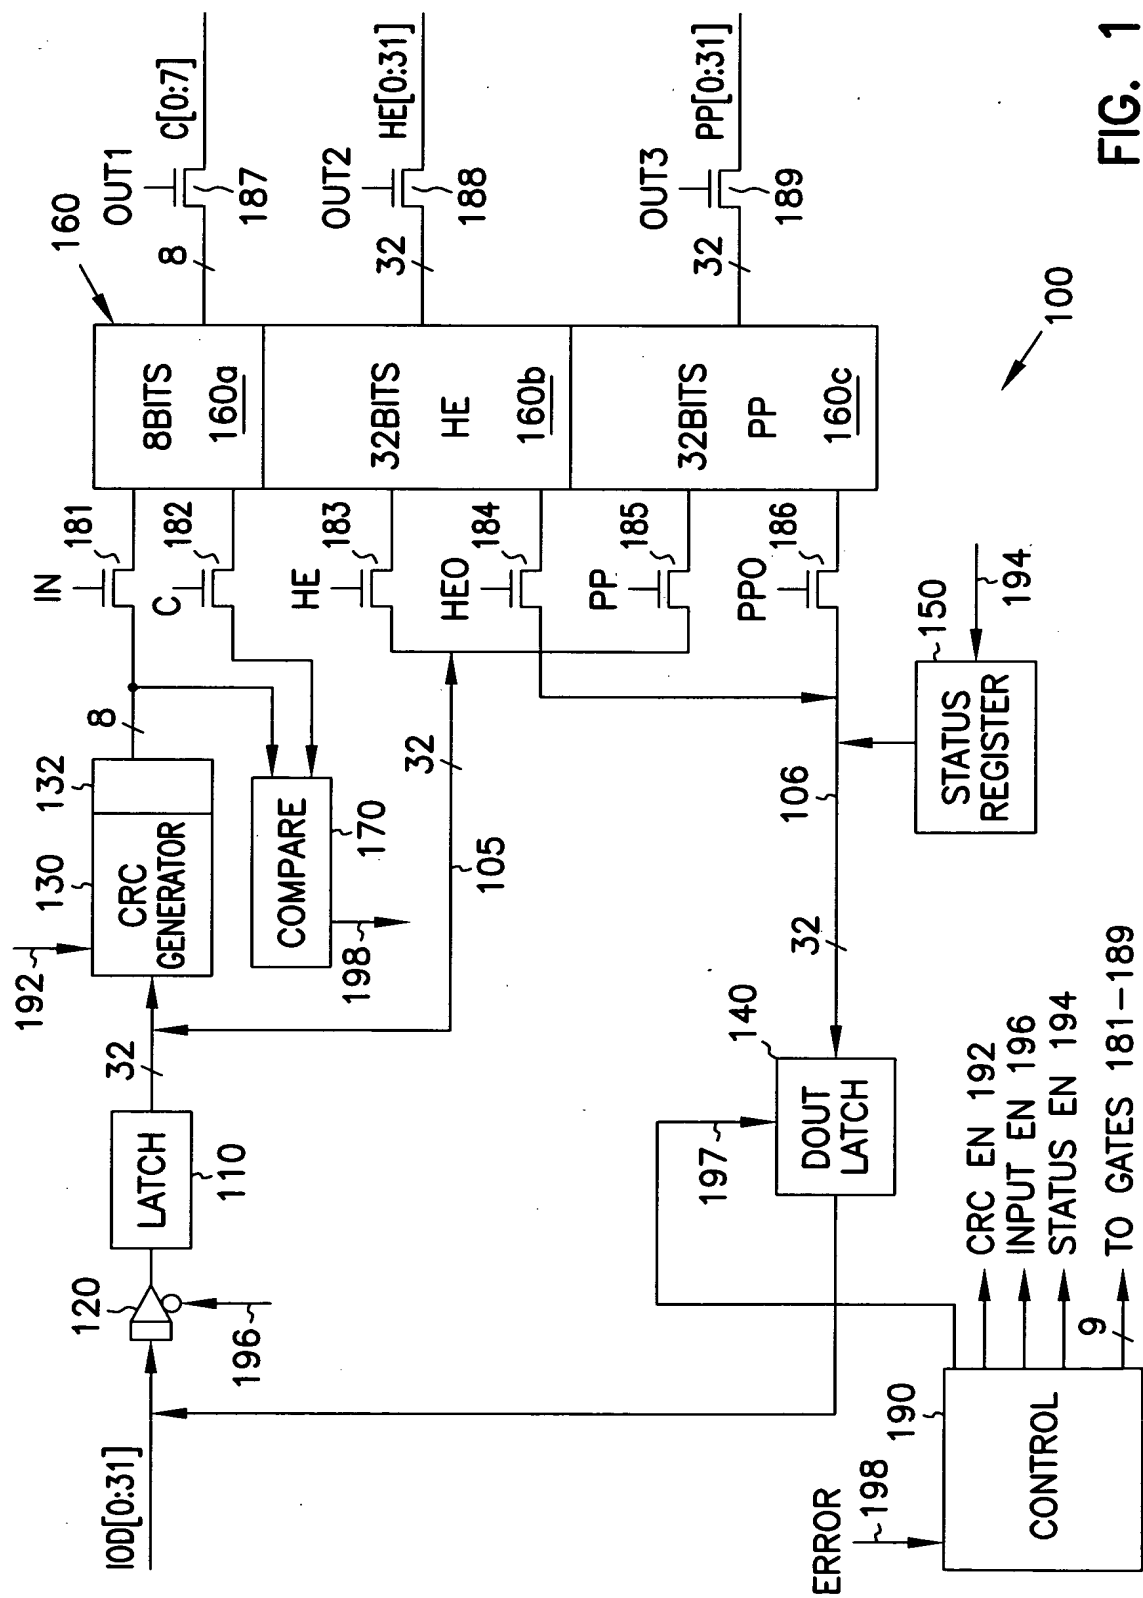 160
OUT1
C[0:7]
187
8
OUT2
HE[0:31]
188
32
OUT3
PP[0:31]
189
32
8BITS
160a
32BITS
HE
160b
32BITS
PP
160c
100
IN
181
C
182
HE
183
HEO
184
PP
185
PPO
186
192
130
132
CRC
GENERATOR
8
COMPARE
170
198
32
105
32
106
150
STATUS
REGISTER
194
IOD[0:31]
120
196
LATCH
110
32
140
DOUT
LATCH
197
ERROR
198
190
CONTROL
CRC EN 192
INPUT EN 196
STATUS EN 194
9
TO GATES 181-189
FIG. 1